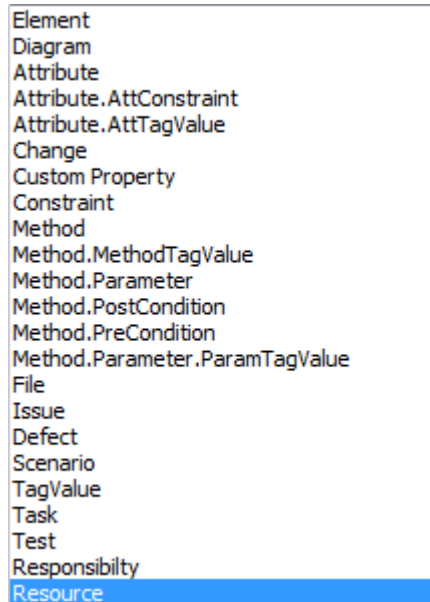 Element
Diagram
Attribute
Attribute.AttConstraint
Attribute.AttTagValue
Change
Custom Property
Constraint
Method
Method.MethodTagValue
Method.Parameter
Method.PostCondition
Method.PreCondition
Method.Parameter.ParamTagValue
File
Issue
Defect
Scenario
TagValue
Task
Test
Responsibilty
Resource